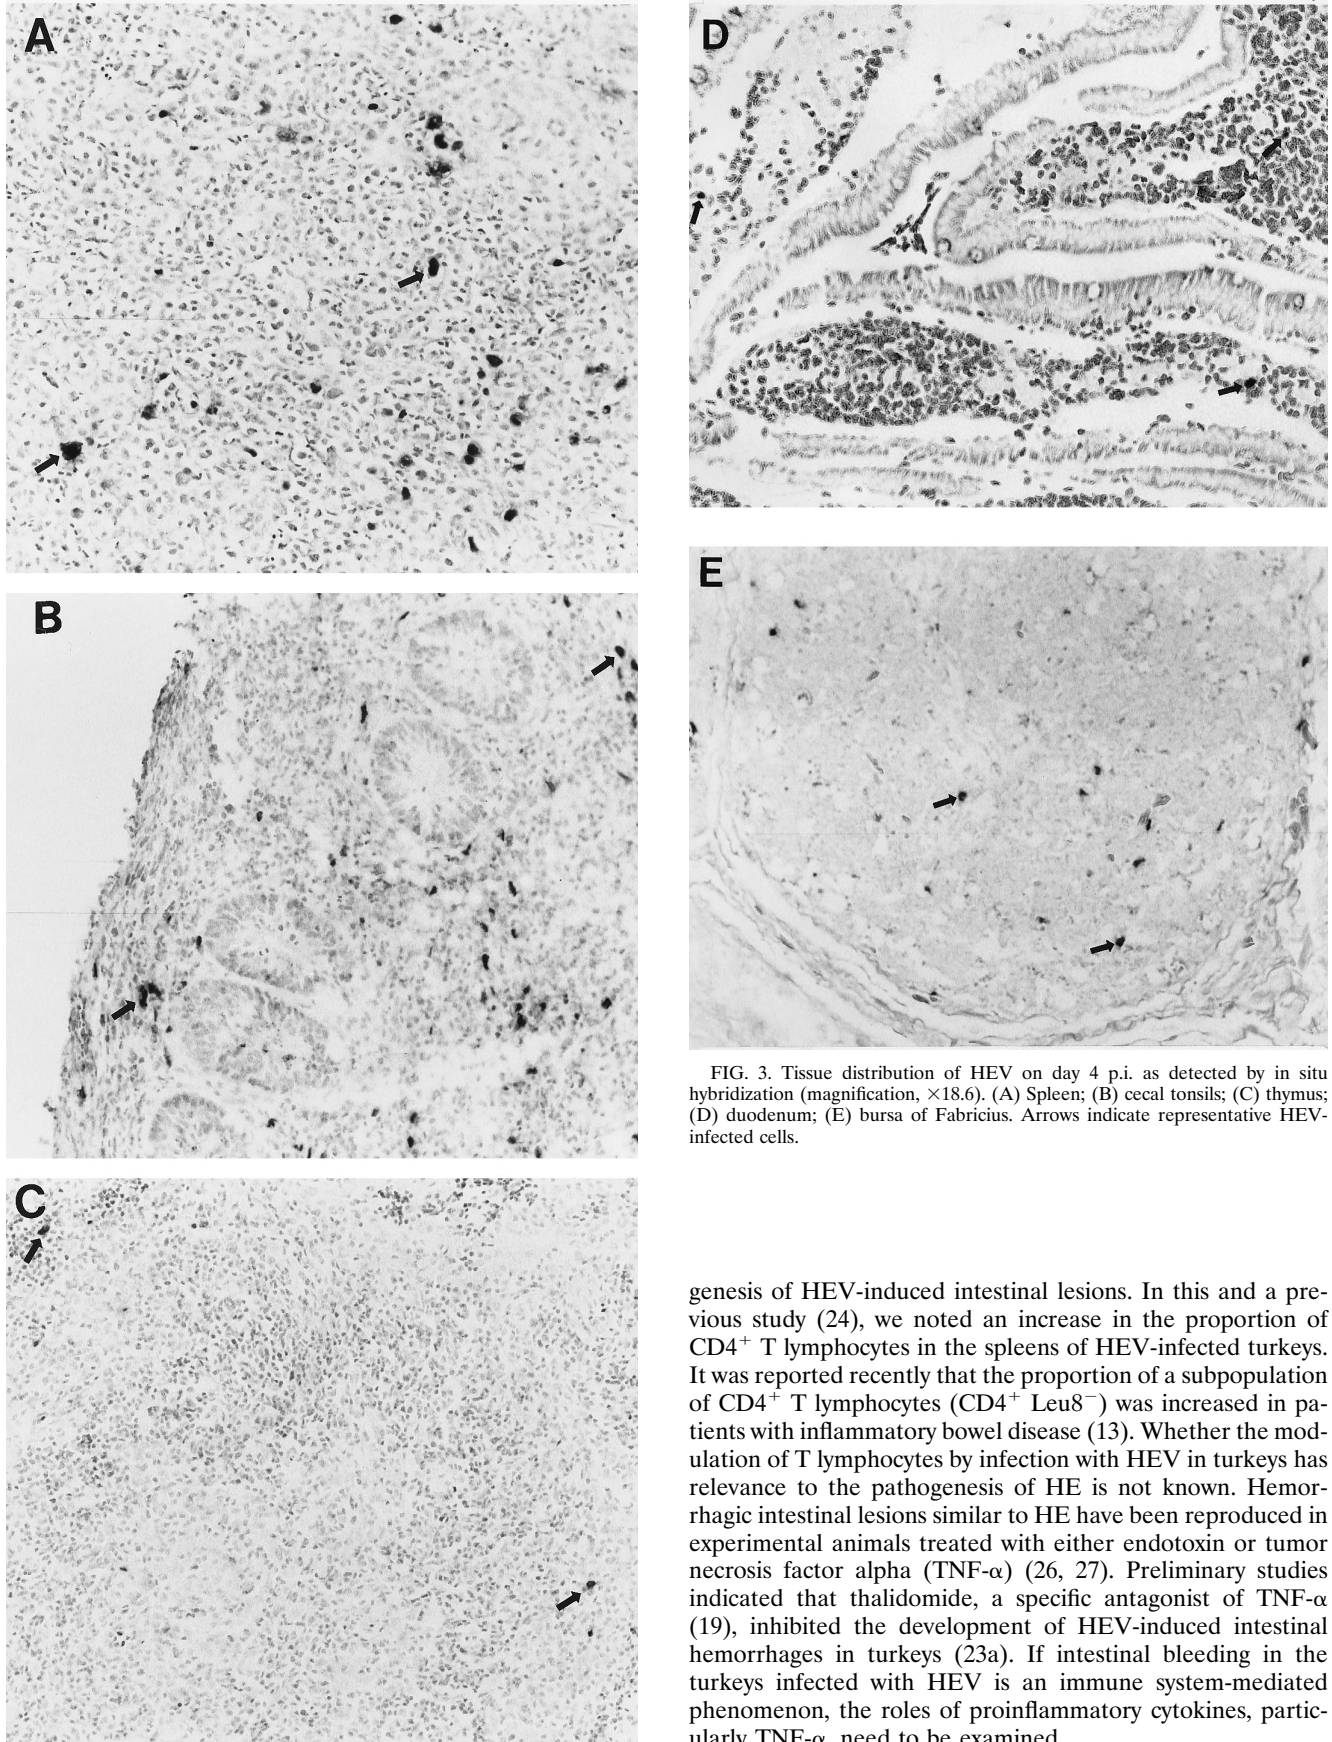 A
B
C
D
E
FIG. 3. Tissue distribution of HEV on day 4 p.i. as detected by in situ
hybridization (magnification, ×18.6). (A) Spleen; (B) cecal tonsils; (C) thymus;
(D) duodenum; (E) bursa of Fabricius. Arrows indicate representative HEV-
infected cells.
genesis of HEV-induced intestinal lesions. In this and a pre-
vious study (24), we noted an increase in the proportion of
CD4⁺ T lymphocytes in the spleens of HEV-infected turkeys.
It was reported recently that the proportion of a subpopulation
of CD4⁺ T lymphocytes (CD4⁺ Leu8⁻) was increased in pa-
tients with inflammatory bowel disease (13). Whether the mod-
ulation of T lymphocytes by infection with HEV in turkeys has
relevance to the pathogenesis of HE is not known. Hemor-
rhagic intestinal lesions similar to HE have been reproduced in
experimental animals treated with either endotoxin or tumor
necrosis factor alpha (TNF-α) (26, 27). Preliminary studies
indicated that thalidomide, a specific antagonist of TNF-α
(19), inhibited the development of HEV-induced intestinal
hemorrhages in turkeys (23a). If intestinal bleeding in the
turkeys infected with HEV is an immune system-mediated
phenomenon, the roles of proinflammatory cytokines, partic-
ularly TNF-α, need to be examined.